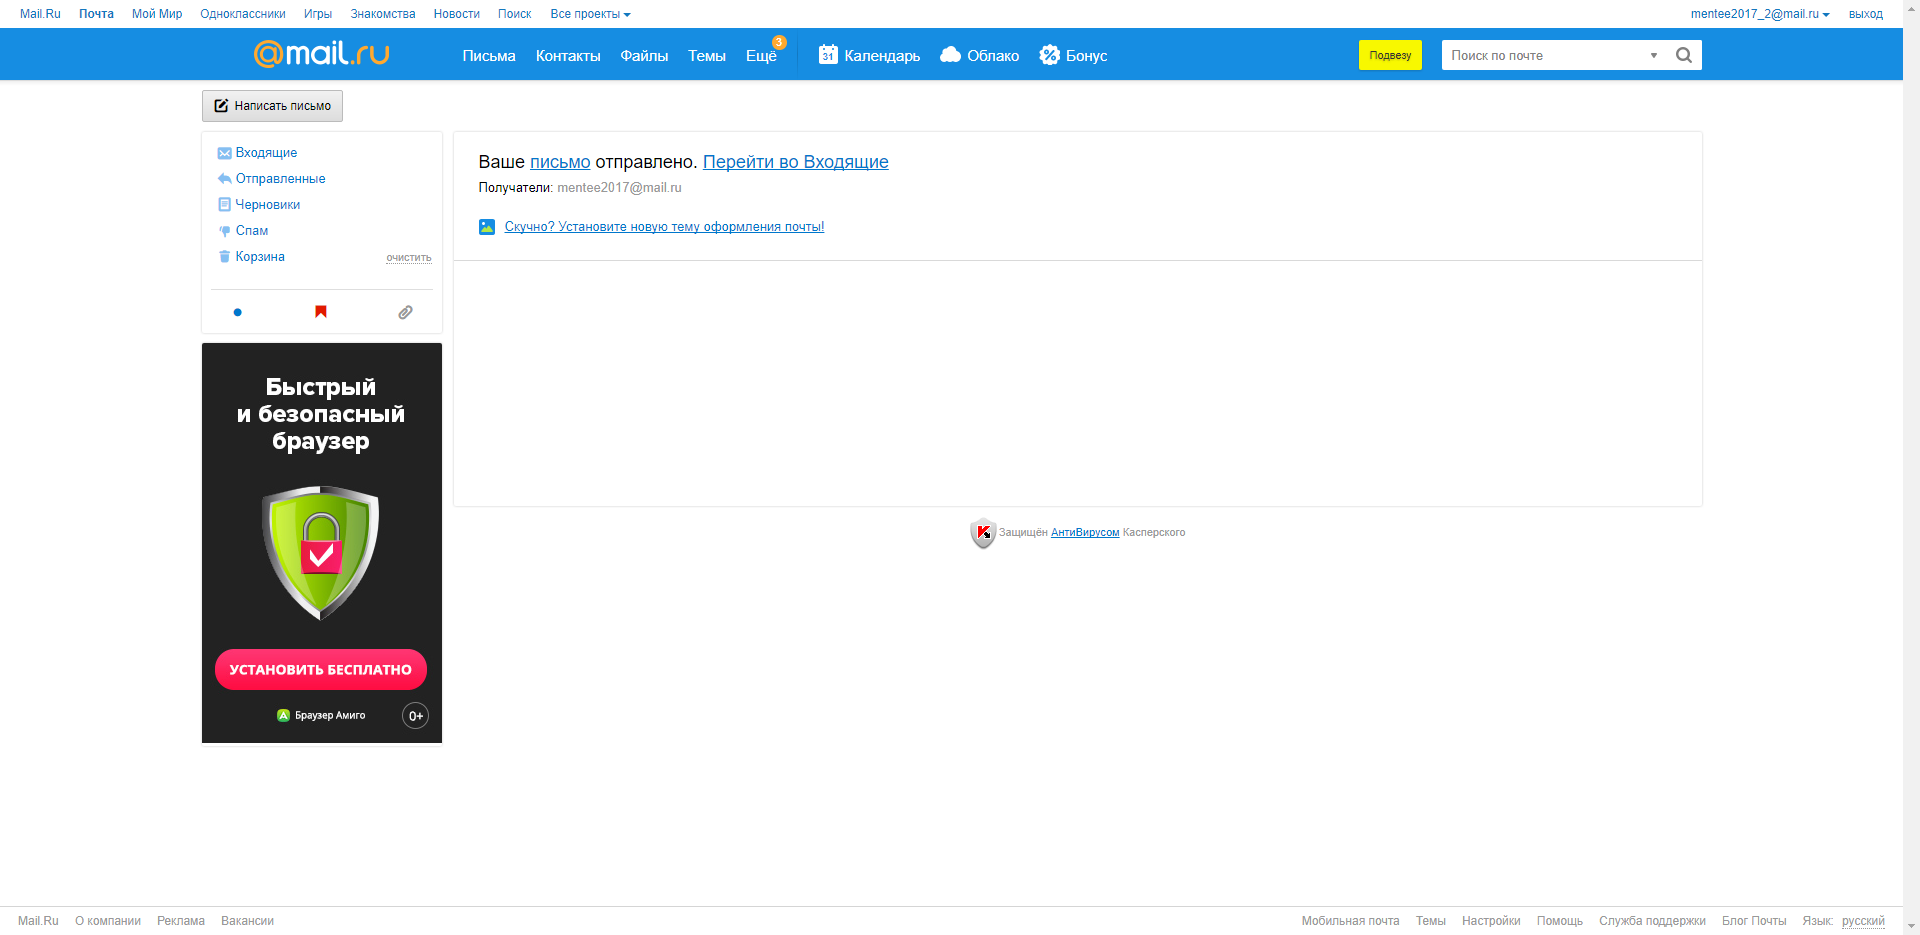 Mail.Ru Почта Мой Мир Одноклассники Игры Знакомства Новости Поиск Все проекты mentee2017_2@mail.ru выход
@mail.ru Письма Контакты Файлы Темы Ещё 3 31 Календарь Облако Бонус Подвезу Поиск по почте
Написать письмо
Входящие
Отправленные
Черновики
Спам
Корзина очистить
Ваше письмо отправлено. Перейти во Входящие
Получатели: mentee2017@mail.ru
Скучно? Установите новую тему оформления почты!
Быстрый
и безопасный
браузер
УСТАНОВИТЬ БЕСПЛАТНО
Браузер Амиго 0+
Защищён АнтиВирусом Касперского
Mail.Ru О компании Реклама Вакансии Мобильная почта Темы Настройки Помощь Служба поддержки Блог Почты Язык: русский